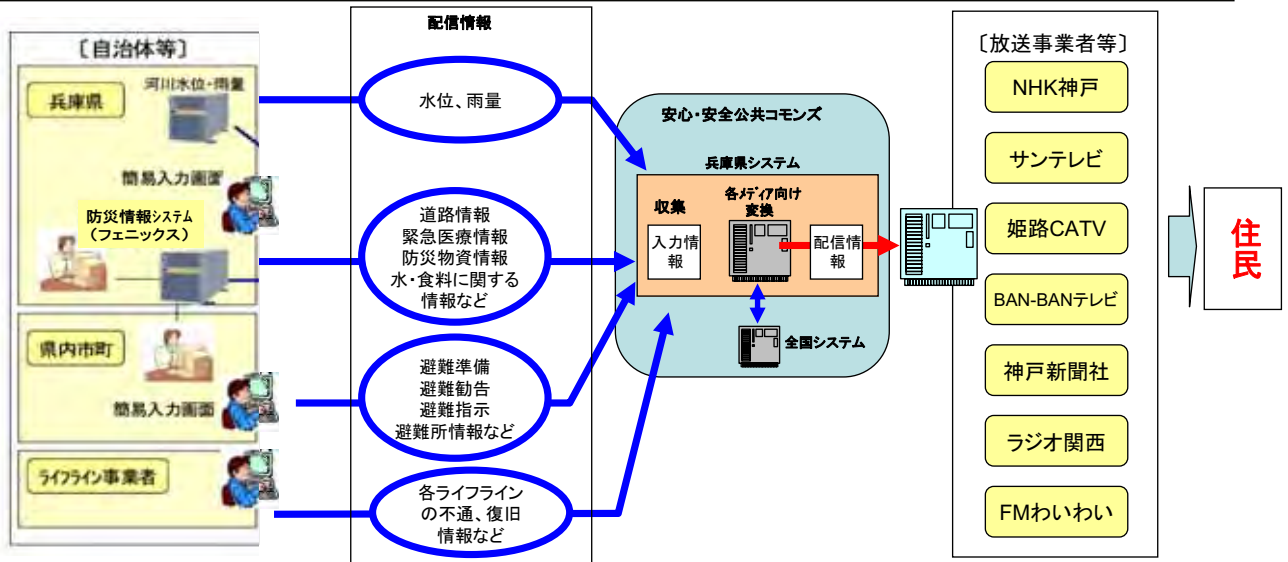 〔自治体等〕
兵庫県
河川水位・雨量
簡易入力画面
防災情報システム
（フェニックス）
県内市町
簡易入力画面
ライフライン事業者
配信情報
水位、雨量
道路情報
緊急医療情報
防災物資情報
水・食料に関する
情報など
避難準備
避難勧告
避難指示
避難所情報など
各ライフライン
の不通、復旧
情報など
安心・安全公共コモンズ
兵庫県システム
収集
各メディア向け
変換
入力情
報
配信情
報
全国システム
〔放送事業者等〕
NHK神戸
サンテレビ
姫路CATV
BAN-BANテレビ
神戸新聞社
ラジオ関西
FMわいわい
住
民